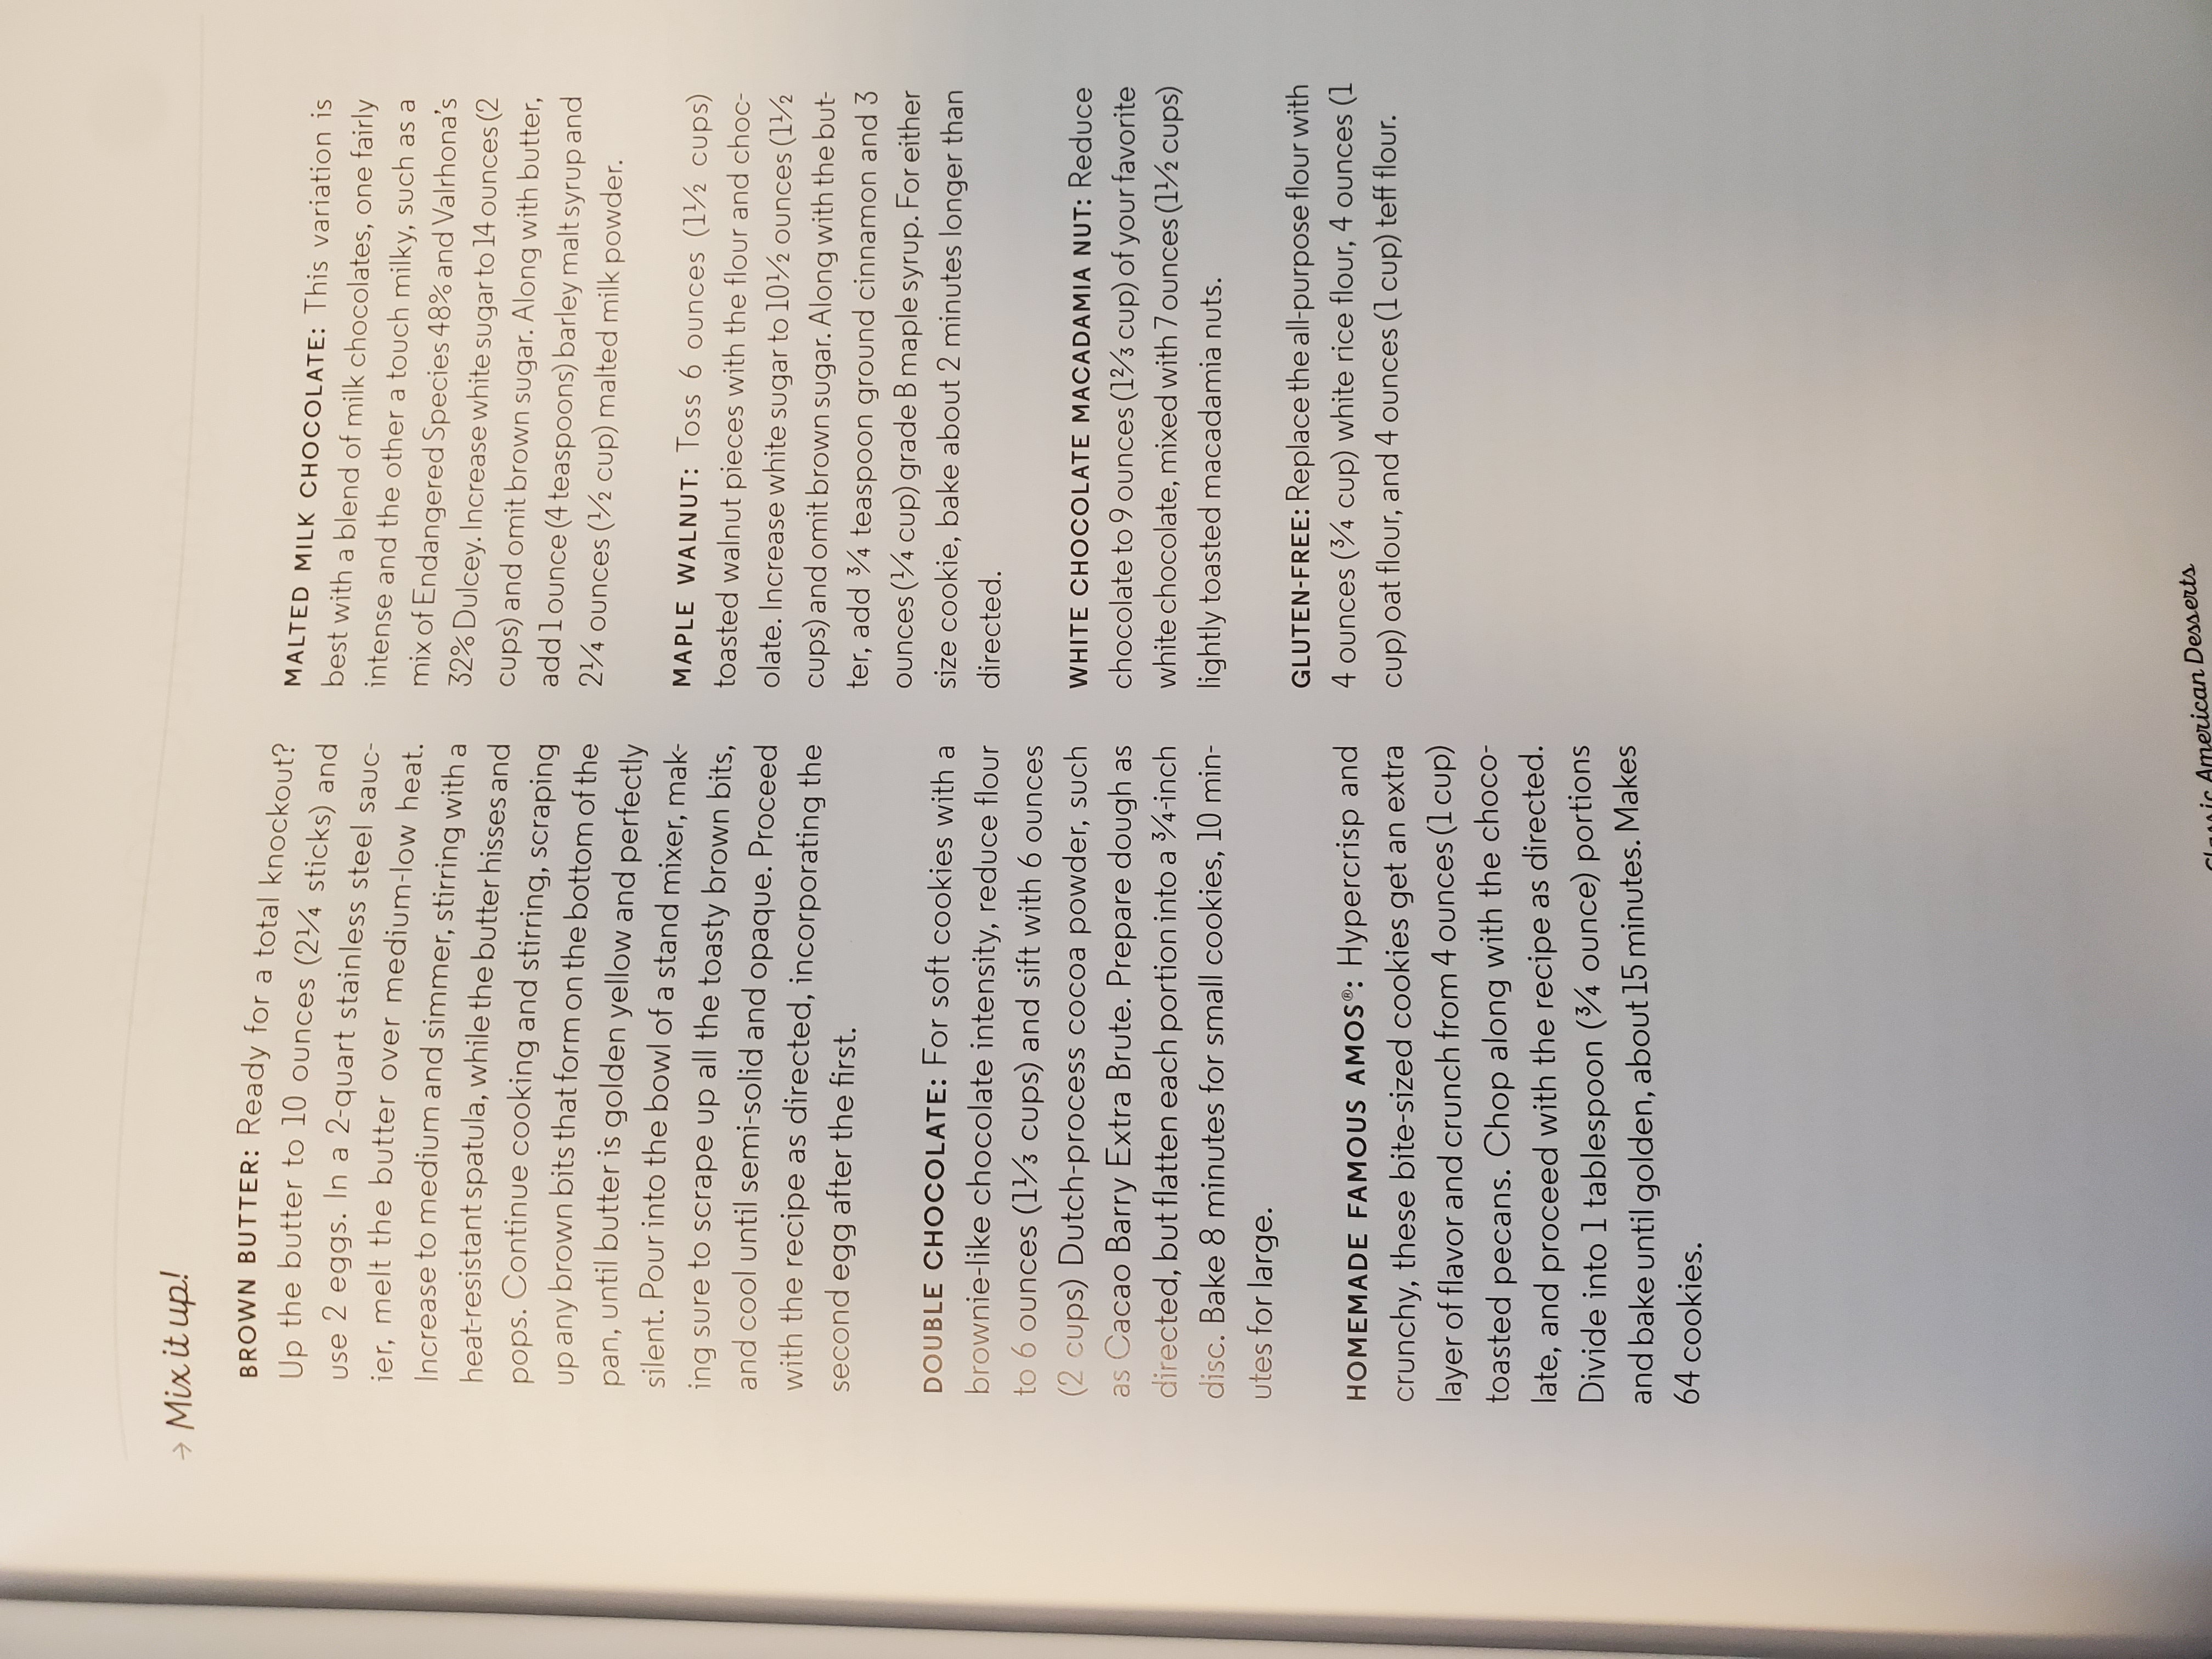 → Mix it up!
BROWN BUTTER: Ready for a total knockout?
Up the butter to 10 ounces (2¼ sticks) and
use 2 eggs. In a 2-quart stainless steel sauc-
ier, melt the butter over medium-low heat.
Increase to medium and simmer, stirring with a
heat-resistant spatula, while the butter hisses and
pops. Continue cooking and stirring, scraping
up any brown bits that form on the bottom of the
pan, until butter is golden yellow and perfectly
silent. Pour into the bowl of a stand mixer, mak-
ing sure to scrape up all the toasty brown bits,
and cool until semi-solid and opaque. Proceed
with the recipe as directed, incorporating the
second egg after the first.
DOUBLE CHOCOLATE: For soft cookies with a
brownie-like chocolate intensity, reduce flour
to 6 ounces (1⅓ cups) and sift with 6 ounces
(2 cups) Dutch-process cocoa powder, such
as Cacao Barry Extra Brute. Prepare dough as
directed, but flatten each portion into a ¾-inch
disc. Bake 8 minutes for small cookies, 10 min-
utes for large.
HOMEMADE FAMOUS AMOS®: Hypercrisp and
crunchy, these bite-sized cookies get an extra
layer of flavor and crunch from 4 ounces (1 cup)
toasted pecans. Chop along with the choco-
late, and proceed with the recipe as directed.
Divide into 1 tablespoon (¾ ounce) portions
and bake until golden, about 15 minutes. Makes
64 cookies.
MALTED MILK CHOCOLATE: This variation is
best with a blend of milk chocolates, one fairly
intense and the other a touch milky, such as a
mix of Endangered Species 48% and Valrhona's
32% Dulcey. Increase white sugar to 14 ounces (2
cups) and omit brown sugar. Along with butter,
add 1 ounce (4 teaspoons) barley malt syrup and
2¼ ounces (½ cup) malted milk powder.
MAPLE WALNUT: Toss 6 ounces (1½ cups)
toasted walnut pieces with the flour and choc-
olate. Increase white sugar to 10½ ounces (1½
cups) and omit brown sugar. Along with the but-
ter, add ¾ teaspoon ground cinnamon and 3
ounces (¼ cup) grade B maple syrup. For either
size cookie, bake about 2 minutes longer than
directed.
WHITE CHOCOLATE MACADAMIA NUT: Reduce
chocolate to 9 ounces (1⅔ cup) of your favorite
white chocolate, mixed with 7 ounces (1½ cups)
lightly toasted macadamia nuts.
GLUTEN-FREE: Replace the all-purpose flour with
4 ounces (¾ cup) white rice flour, 4 ounces (1
cup) oat flour, and 4 ounces (1 cup) teff flour.
Classic American Desserts